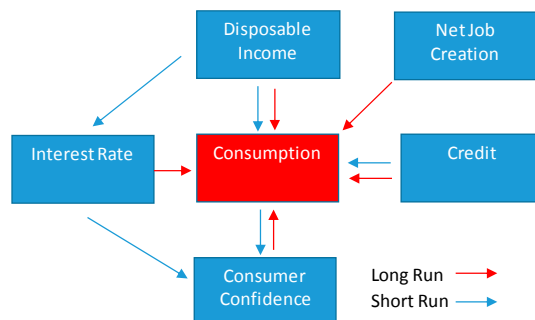 Disposable
Income
Net Job
Creation
Interest Rate
Consumption
Credit
Consumer
Confidence
Long Run
Short Run